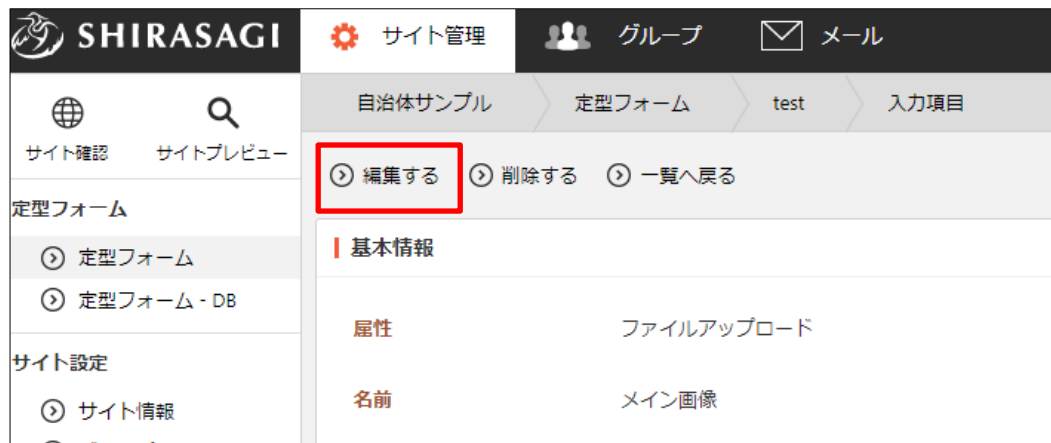 SHIRASAGI
サイト管理 グループ メール
サイト確認 サイトプレビュー
定型フォーム
定型フォーム
定型フォーム - DB
サイト設定
サイト情報
自治体サンプル 定型フォーム test 入力項目
編集する 削除する 一覧へ戻る
基本情報
属性 ファイルアップロード
名前 メイン画像